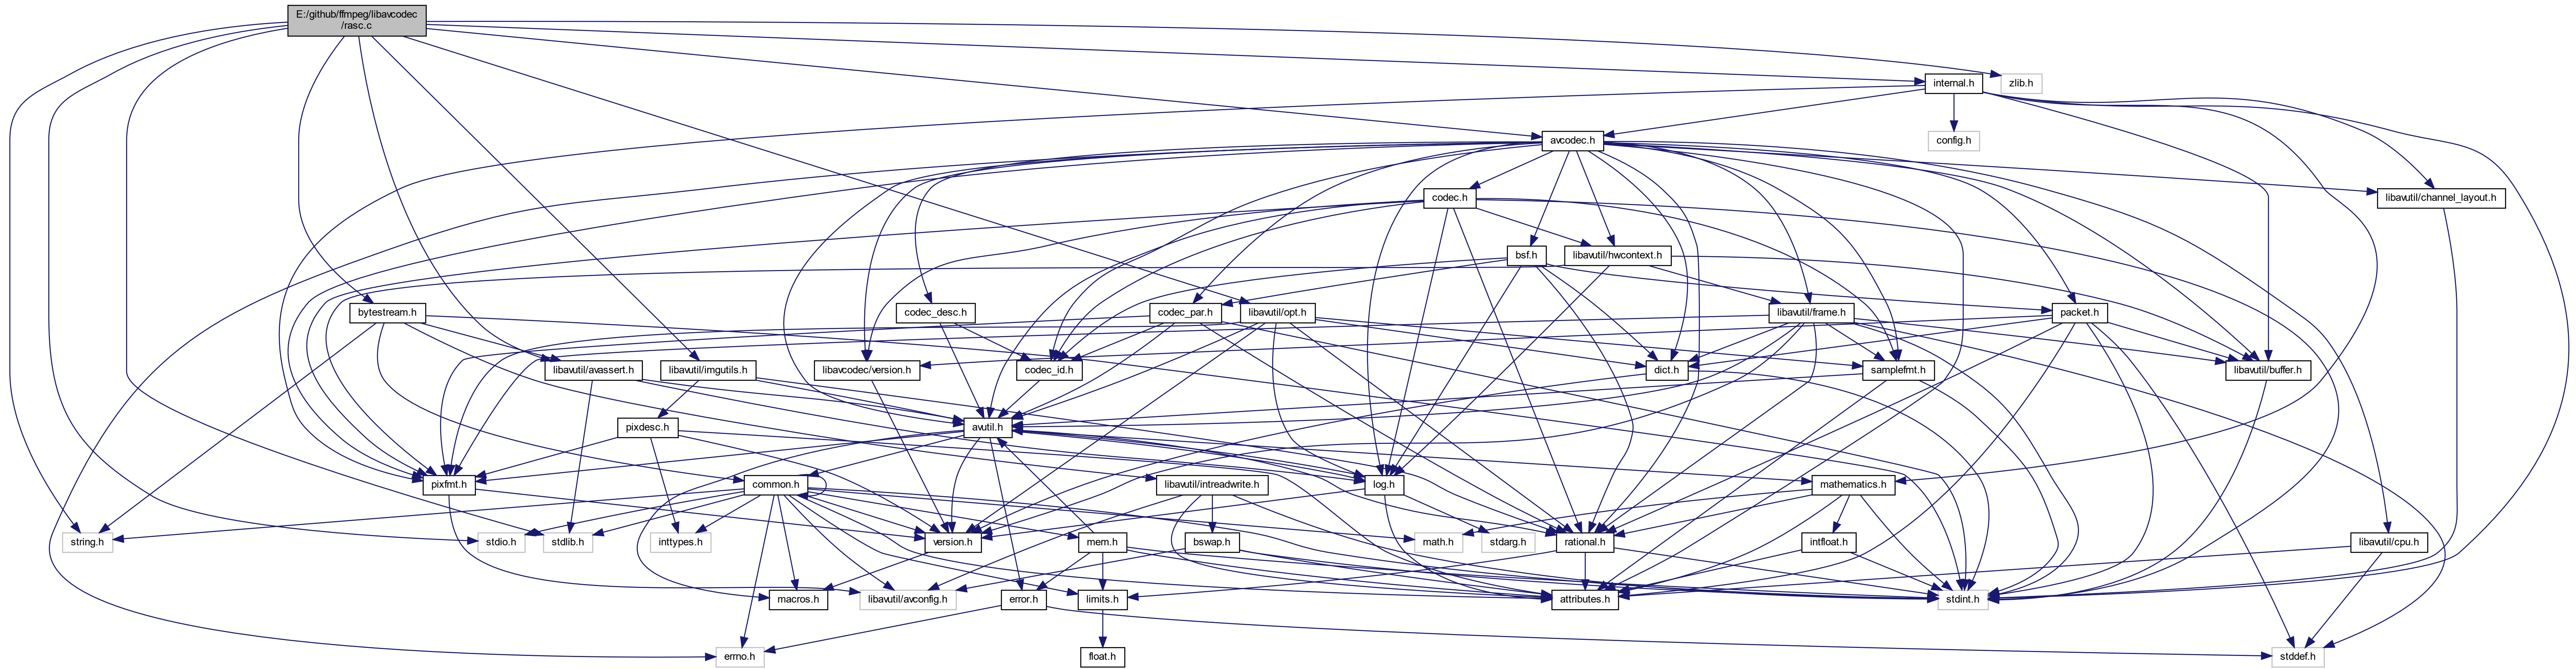 E:/github/ffmpeg/libavcodec
/rasc.c
internal.h
zlib.h
avcodec.h
config.h
codec.h
libavutil/channel_layout.h
bsf.h
libavutil/hwcontext.h
bytestream.h
codec_desc.h
codec_par.h
libavutil/opt.h
libavutil/frame.h
packet.h
libavutil/avassert.h
libavutil/imgutils.h
libavcodec/version.h
codec_id.h
dict.h
samplefmt.h
libavutil/buffer.h
pixdesc.h
avutil.h
pixfmt.h
common.h
libavutil/intreadwrite.h
log.h
mathematics.h
string.h
stdio.h
stdlib.h
inttypes.h
version.h
mem.h
bswap.h
math.h
stdarg.h
rational.h
intfloat.h
libavutil/cpu.h
macros.h
libavutil/avconfig.h
error.h
limits.h
attributes.h
stdint.h
errno.h
float.h
stddef.h